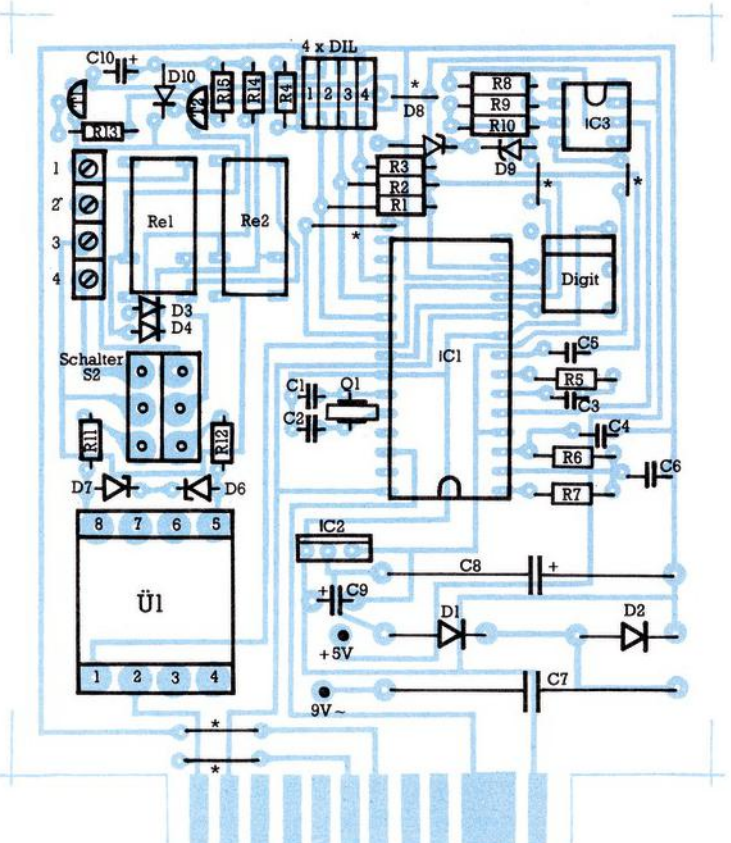 4 x DIL
C10 +
D10
T1
T2
R15
R14
R4
1 2 3 4
*
D8
R8
R9
R10
IC3
R13
D9
1
2
3
4
Re1
Re2
R3
R2
R1
*
*
*
Digit
D3
D4
IC1
Schalter
S2
C5
R5
C3
C1
Q1
C2
R11
R12
C4
R6
C6
R7
D7
D6
8 7 6 5
Ü1
1 2 3 4
IC2
C8 +
+ C9
D1
D2
+5V
C7
9V~
*
*